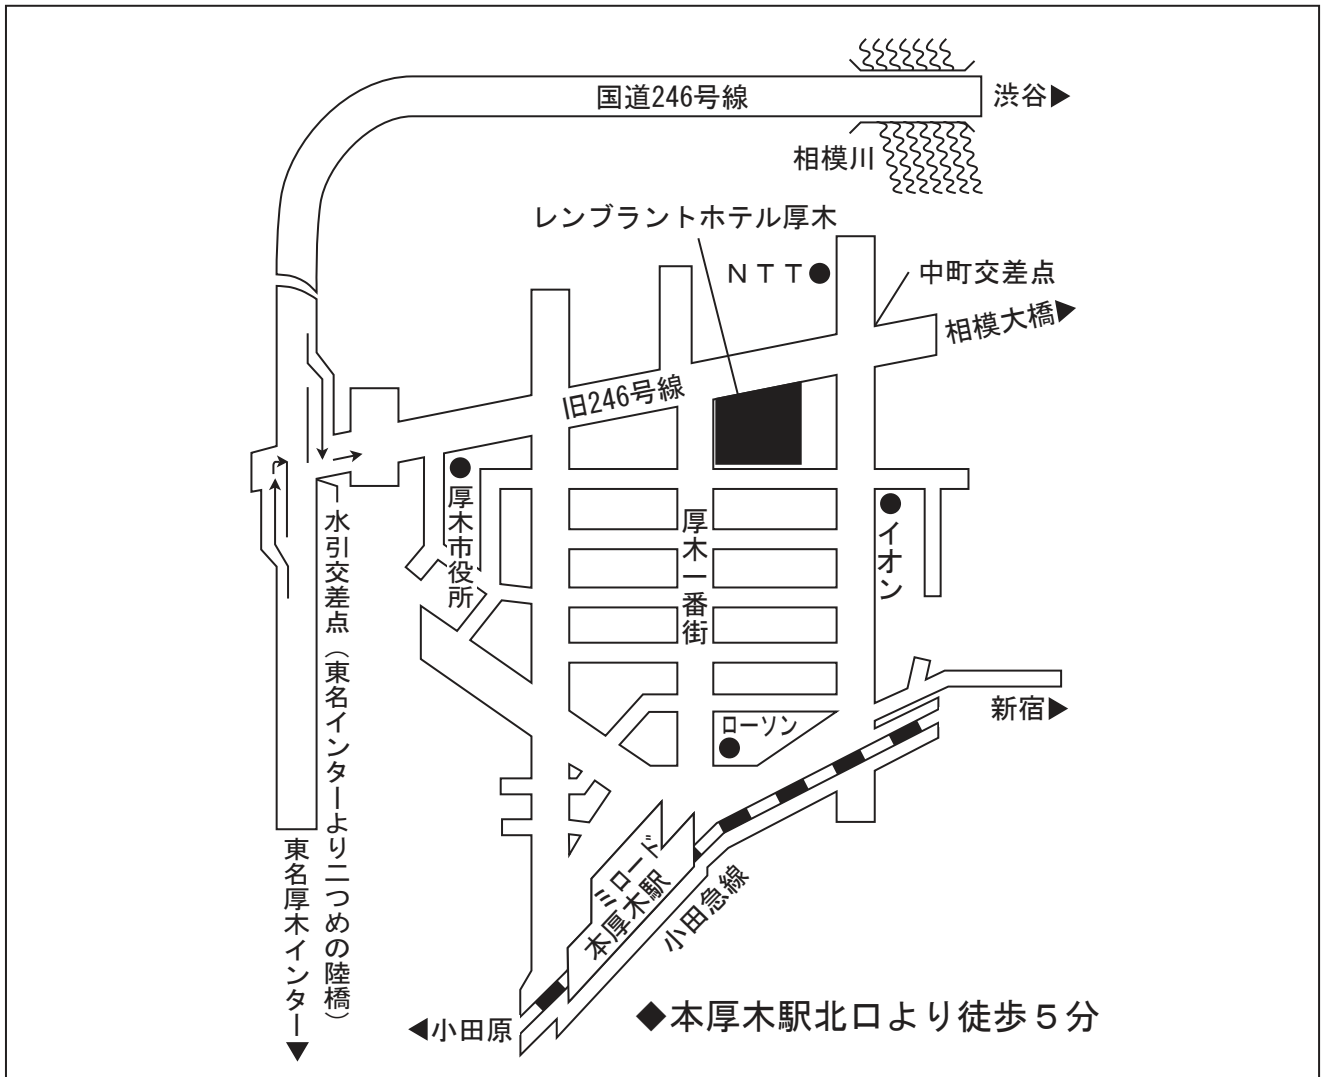 国道246号線
渋谷▶
相模川
レンブラントホテル厚木
ＮＴＴ●
中町交差点
相模大橋▶
旧246号線
●厚木市役所
厚木一番街
●イオン
水引交差点（東名インターより二つめの陸橋）
新宿▶
ローソン
東名厚木インター▼
ミロード
本厚木駅
小田急線
◀小田原
◆本厚木駅北口より徒歩５分